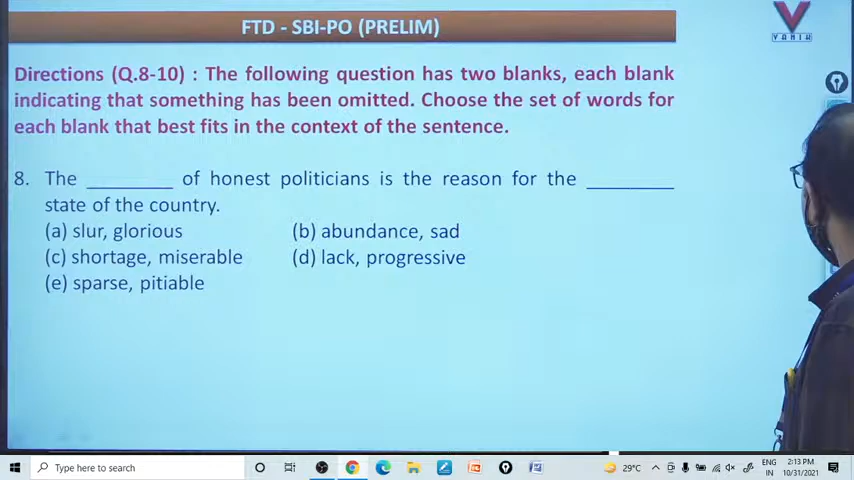 FTD - SBI-PO (PRELIM)
VANIK
Directions (Q.8-10) : The following question has two blanks, each blank
indicating that something has been omitted. Choose the set of words for
each blank that best fits in the context of the sentence.
8. The ________ of honest politicians is the reason for the ________
state of the country.
(a) slur, glorious (b) abundance, sad
(c) shortage, miserable (d) lack, progressive
(e) sparse, pitiable
Type here to search
29°C
ENG
IN
2:13 PM
10/31/2021